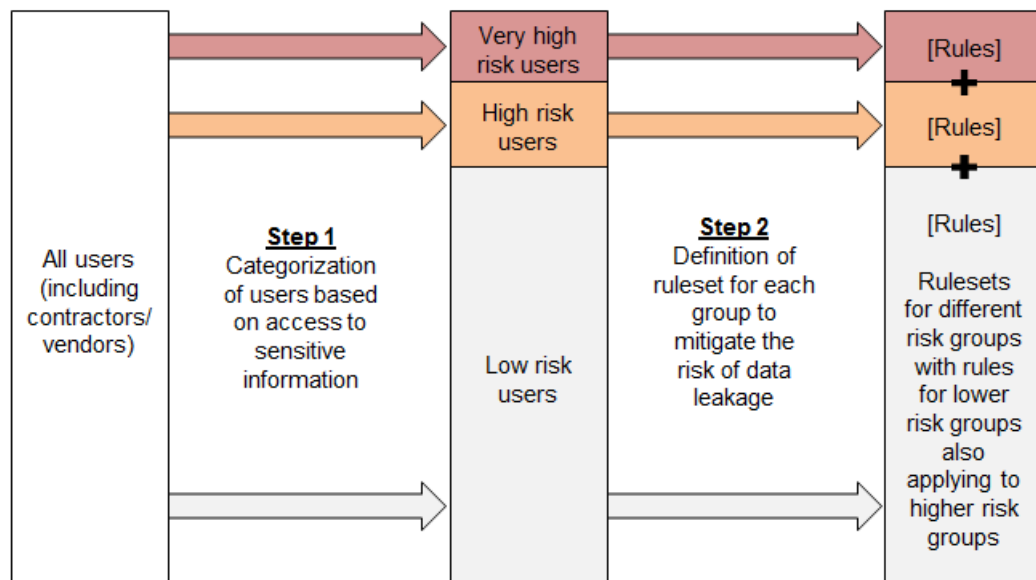 All users
(including
contractors/
vendors)
Step 1
Categorization
of users based
on access to
sensitive
information
Very high
risk users
High risk
users
Low risk
users
Step 2
Definition of
ruleset for each
group to
mitigate the
risk of data
leakage
[Rules]
[Rules]
[Rules]
Rulesets
for different
risk groups
with rules
for lower
risk groups
also
applying to
higher risk
groups